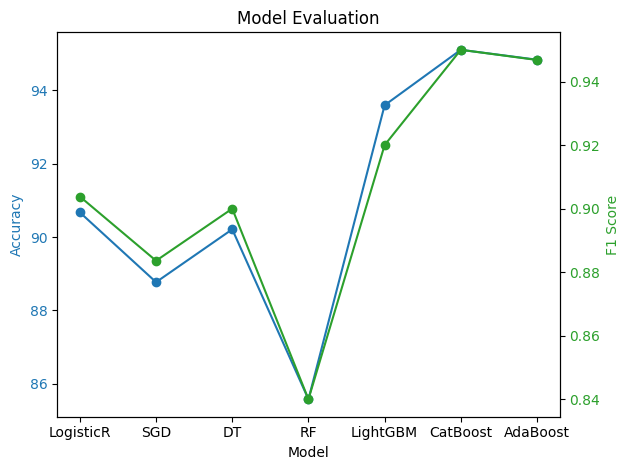 Model Evaluation
Accuracy
94
92
90
88
86
0.94
0.92
0.90
0.88
0.86
0.84
F1 Score
LogisticR SGD DT RF LightGBM CatBoost AdaBoost
Model